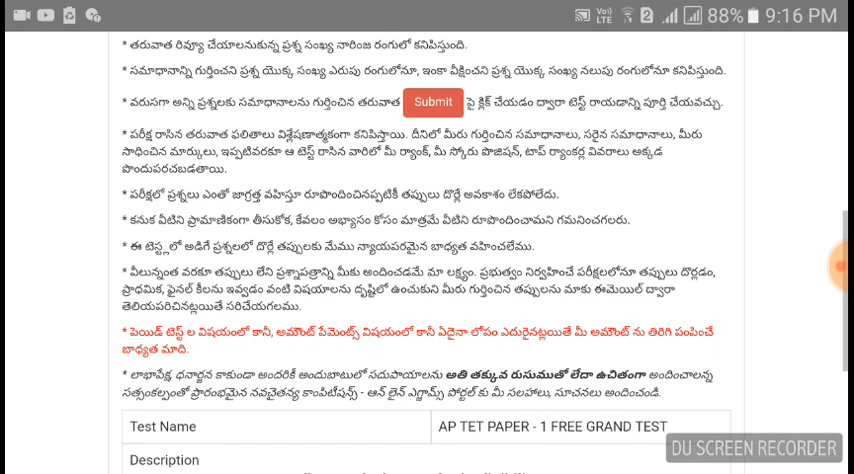 Vo)) LTE 2 88% 9:16 PM
* తరువాత రివ్యూ చేయాలనుకున్న ప్రశ్న సంఖ్య నారింజ రంగులో కనిపిస్తుంది.
* సమాధానాన్ని గుర్తించని ప్రశ్న యొక్క సంఖ్య ఎరుపు రంగులోనూ, ఇంకా వీక్షించని ప్రశ్న యొక్క సంఖ్య నలుపు రంగులోనూ కనిపిస్తుంది.
* వరుసగా అన్ని ప్రశ్నలకు సమాధానాలను గుర్తించిన తరువాత Submit పై క్లిక్ చేయడం ద్వారా టెస్ట్ రాయడాన్ని పూర్తి చేయవచ్చు.
* పరీక్ష రాసిన తరువాత ఫలితాలు విశ్లేషణాత్మకంగా కనిపిస్తాయి. దీనిలో మీరు గుర్తించిన సమాధానాలు, సరైన సమాధానాలు, మీరు
సాధించిన మార్కులు, ఇప్పటివరకూ ఆ టెస్ట్ రాసిన వారిలో మీ ర్యాంక్, మీ స్కోరు పొజిషన్, టాప్ ర్యాంకర్ల వివరాలు అక్కడ
పొందుపరచబడతాయి.
* పరీక్షలో ప్రశ్నలు ఎంతో జాగ్రత్త వహిస్తూ రూపొందించినప్పటికీ తప్పులు దొర్లే అవకాశం లేకపోలేదు.
* కనుక వీటిని ప్రామాణికంగా తీసుకోక, కేవలం అభ్యాసం కోసం మాత్రమే వీటిని రూపొందించామని గమనించగలరు.
* ఈ టెస్ట్లలో అడిగే ప్రశ్నలలో దొర్లే తప్పులకు మేము న్యాయపరమైన బాధ్యత వహించలేము.
* వీలున్నంత వరకూ తప్పులు లేని ప్రశ్నాపత్రాన్ని మీకు అందించడమే మా లక్ష్యం. ప్రభుత్వం నిర్వహించే పరీక్షలలోనూ తప్పులు దొర్లడం,
ప్రాధమిక, ఫైనల్ కీలను ఇవ్వడం వంటి విషయాలను దృష్టిలో ఉంచుకుని మీరు గుర్తించిన తప్పులను మాకు ఈమెయిల్ ద్వారా
తెలియపరిచినట్లయితే సరిచేయగలము.
* పెయిడ్ టెస్ట్ ల విషయంలో కానీ, అమౌంట్ పేమెంట్స్ విషయంలో కానీ ఏదైనా లోపం ఎదురైనట్లయితే మీ అమౌంట్ ను తిరిగి పంపించే
బాధ్యత మాది.
* లాభాపేక్ష, ధనార్జన కాకుండా అందరికీ అందుబాటులో సదుపాయాలను అతి తక్కువ రుసుముతో లేదా ఉచితంగా అందించాలన్న
సత్సంకల్పంతో ప్రారంభమైన నవచైతన్య కాంపిటీషన్స్ - ఆన్ లైన్ ఎగ్జామ్స్ పోర్టల్ కు మీ సలహాలు, సూచనలు అందించండి.
Test Name AP TET PAPER - 1 FREE GRAND TEST
DU SCREEN RECORDER
Description